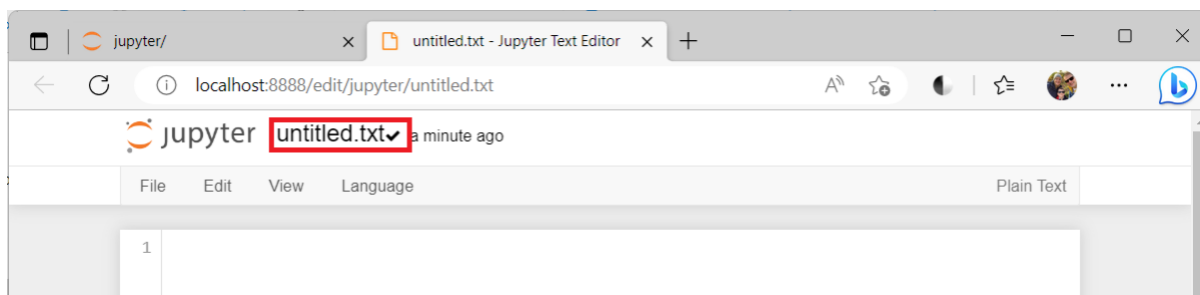 jupyter/ untitled.txt - Jupyter Text Editor
localhost:8888/edit/jupyter/untitled.txt
jupyter untitled.txt a minute ago
File Edit View Language Plain Text
1